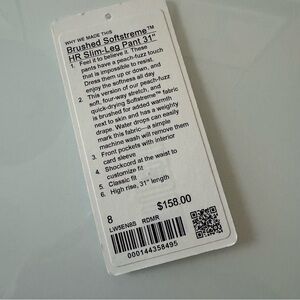 WHY WE MADE THIS
Brushed Softstreme™
HR Slim-Leg Pant 31"
1. Feel it to believe it. These
pants have a peach-fuzz touch
that is impossible to resist.
Dress them up or down, and
enjoy the softness all day
2. This version of our peach-fuzz
soft, four-way stretch, and
quick-drying Softstreme™ fabric
is brushed for added warmth
next to skin and has a weighty
drape. Water drops can easily
mark this fabric—a simple
machine wash will remove them
3. Front pockets with interior
card sleeve
4. Shockcord at the waist to
customize fit
5. Classic fit
6. High rise, 31" length
8
$158.00
LW5ENBS RDMR
000144358495